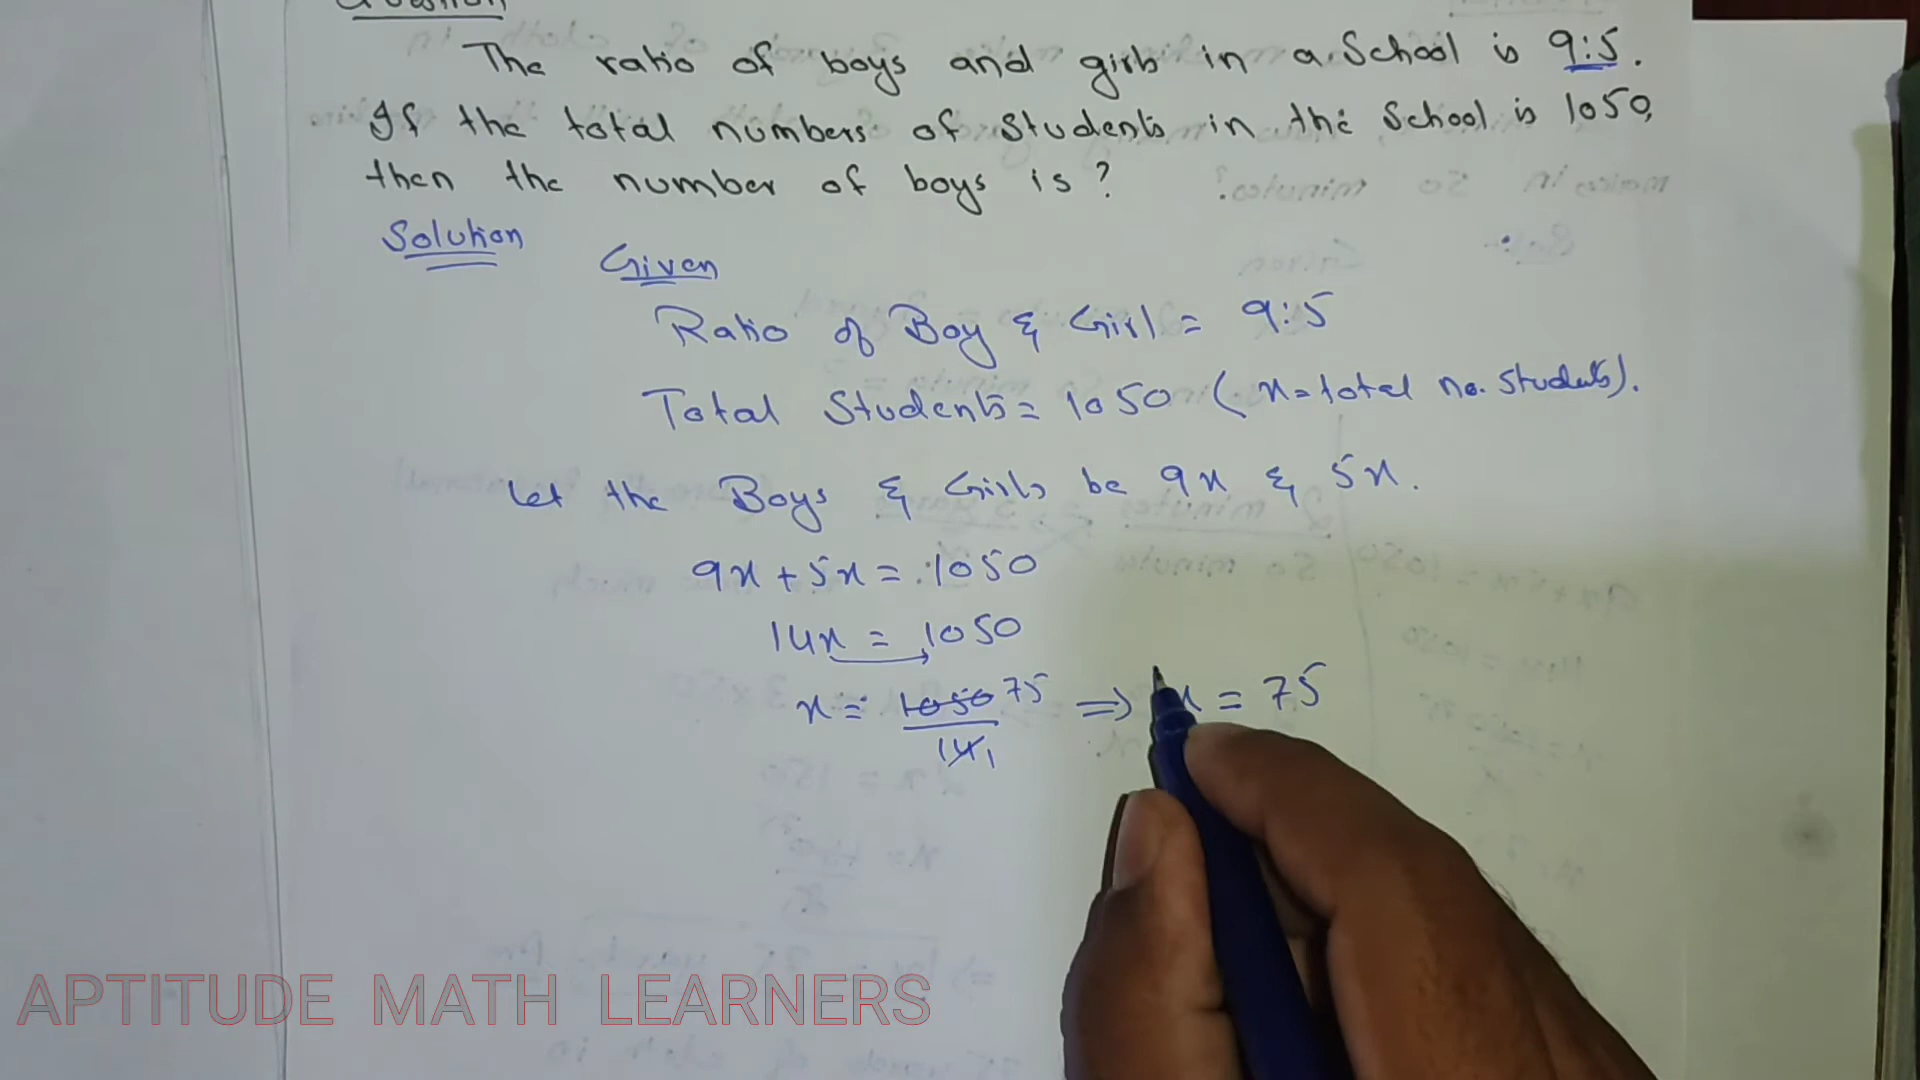 Question
The ratio of boys and girls in a School is 9:5.
If the total numbers of Students in the School is 1050,
then the number of boys is?
Solution
Given
Ratio of Boy & Girl = 9:5
Total Students = 1050 (x = total no. Students).
Let the Boys & Girls be 9x & 5x.
9x + 5x = 1050
14x = 1050
x = 1050 75 ⇒ x = 75
14 1
APTITUDE MATH LEARNERS